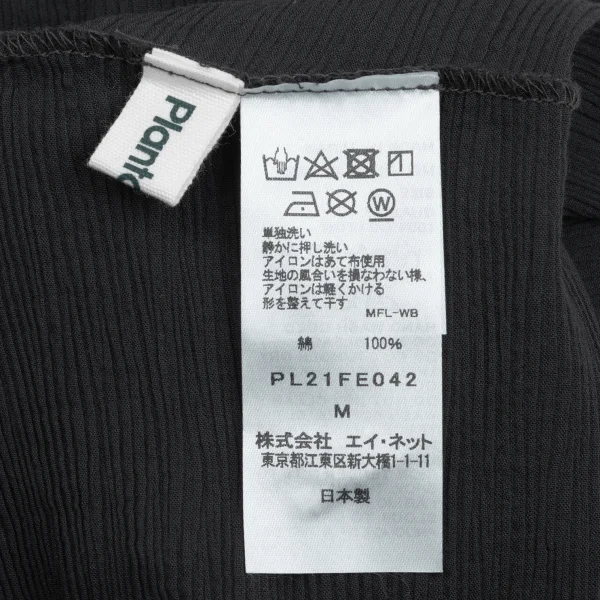 Planta
単独洗い
静かに押し洗い
アイロンはあて布使用
生地の風合いを損なわない様、
アイロンは軽くかける
形を整えて干す
MFL-WB
綿 100%
PL21FE042
M
株式会社 エイ・ネット
東京都江東区新大橋1-1-11
日本製